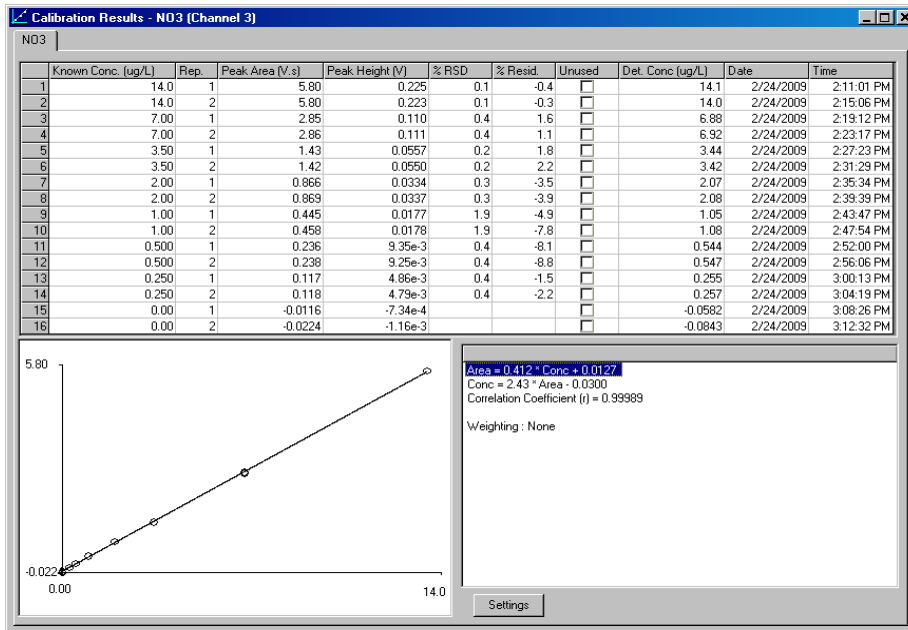 Calibration Results - NO3 (Channel 3)
NO3
Known Conc. (ug/L) Rep. Peak Area (V.s) Peak Height (V) % RSD % Resid. Unused Det. Conc (ug/L) Date Time
1 14.0 1 5.80 0.225 0.1 -0.4 14.1 2/24/2009 2:11:01 PM
2 14.0 2 5.80 0.223 0.1 -0.3 14.0 2/24/2009 2:15:06 PM
3 7.00 1 2.85 0.110 0.4 1.6 6.88 2/24/2009 2:19:12 PM
4 7.00 2 2.86 0.111 0.4 1.1 6.92 2/24/2009 2:23:17 PM
5 3.50 1 1.43 0.0557 0.2 1.8 3.44 2/24/2009 2:27:23 PM
6 3.50 2 1.42 0.0550 0.2 2.2 3.42 2/24/2009 2:31:29 PM
7 2.00 1 0.866 0.0334 0.3 -3.5 2.07 2/24/2009 2:35:34 PM
8 2.00 2 0.869 0.0337 0.3 -3.9 2.08 2/24/2009 2:39:39 PM
9 1.00 1 0.445 0.0177 1.9 -4.9 1.05 2/24/2009 2:43:47 PM
10 1.00 2 0.458 0.0178 1.9 -7.8 1.08 2/24/2009 2:47:54 PM
11 0.500 1 0.236 9.35e-3 0.4 -8.1 0.544 2/24/2009 2:52:00 PM
12 0.500 2 0.238 9.25e-3 0.4 -8.8 0.547 2/24/2009 2:56:06 PM
13 0.250 1 0.117 4.86e-3 0.4 -1.5 0.255 2/24/2009 3:00:13 PM
14 0.250 2 0.118 4.79e-3 0.4 -2.2 0.257 2/24/2009 3:04:19 PM
15 0.00 1 -0.0116 -7.34e-4 -0.0582 2/24/2009 3:08:26 PM
16 0.00 2 -0.0224 -1.16e-3 -0.0843 2/24/2009 3:12:32 PM
5.80
-0.0224
0.00 14.0
Area = 0.412 * Conc + 0.0127
Conc = 2.43 * Area - 0.0300
Correlation Coefficient (r) = 0.99989
Weighting : None
Settings